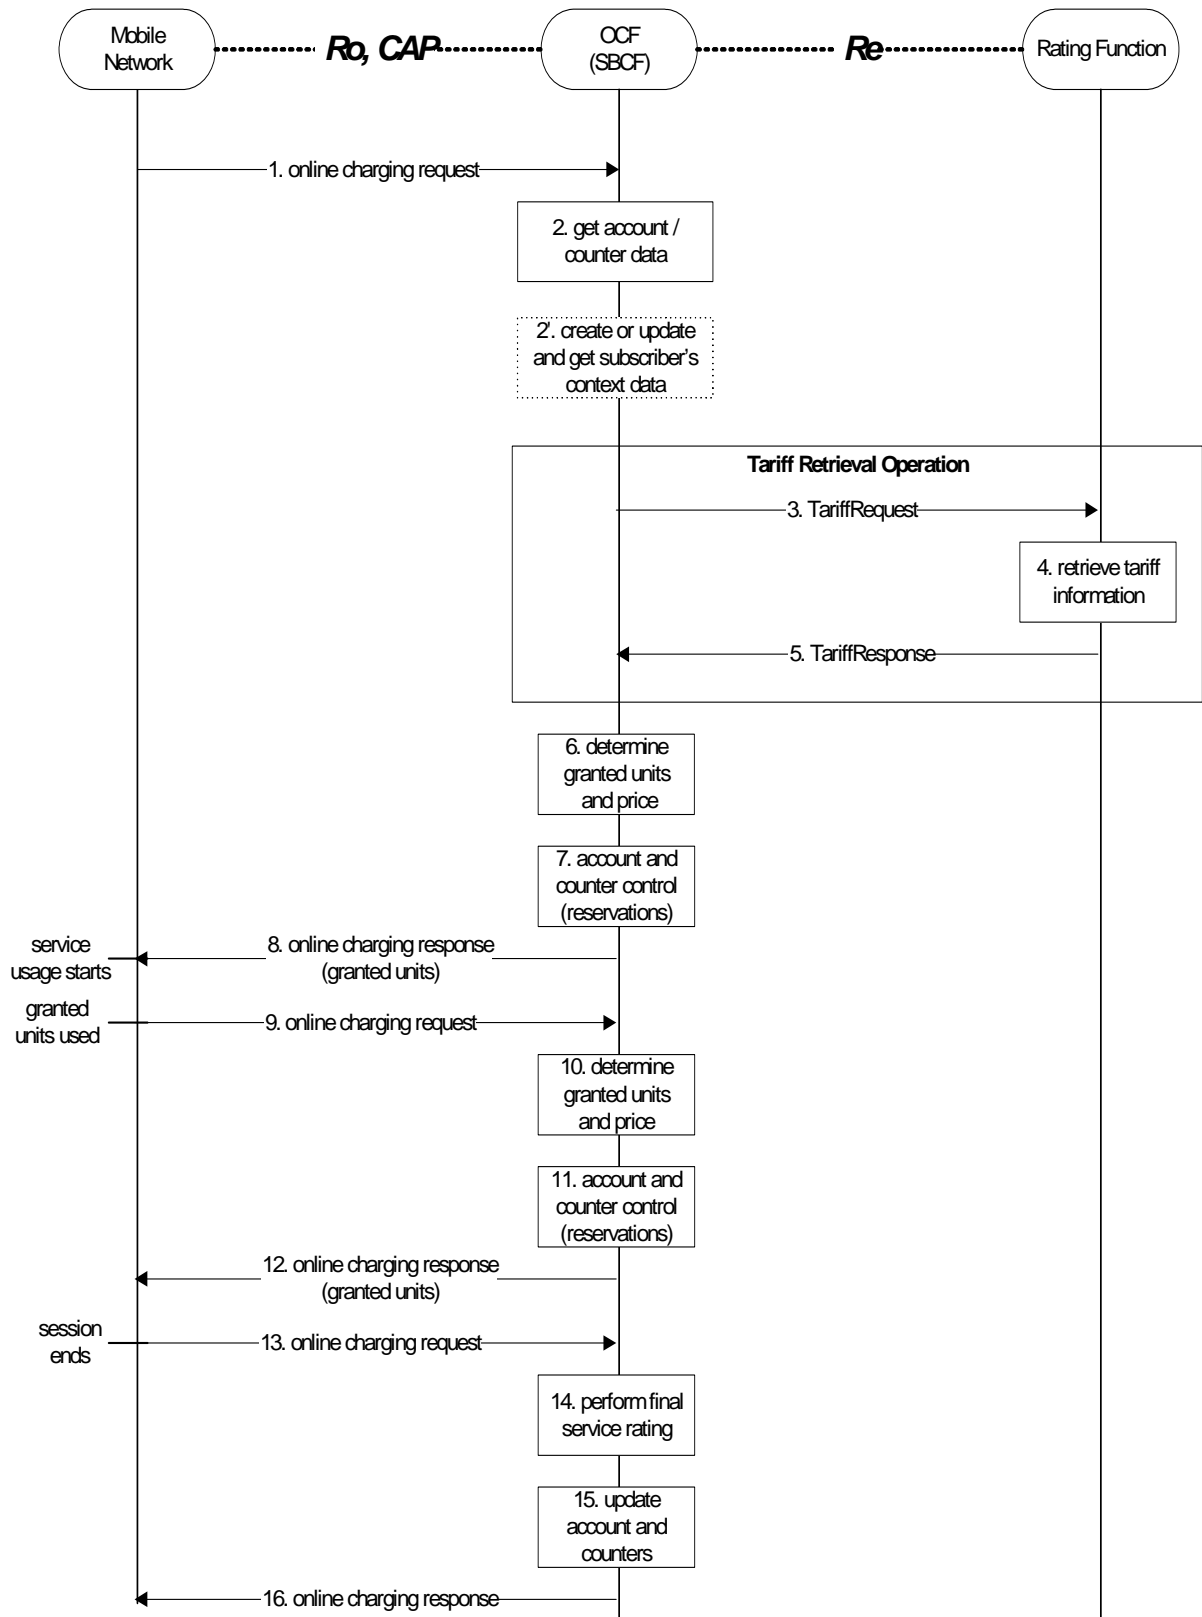 Mobile
Network
Ro, CAP
OCF
(SBCF)
Re
Rating Function
1. online charging request
2. get account /
counter data
2'. create or update
and get subscriber's
context data
Tariff Retrieval Operation
3. TariffRequest
4. retrieve tariff
information
5. TariffResponse
6. determine
granted units
and price
7. account and
counter control
(reservations)
service
usage starts
8. online charging response
(granted units)
granted
units used
9. online charging request
10. determine
granted units
and price
11. account and
counter control
(reservations)
12. online charging response
(granted units)
session
ends
13. online charging request
14. perform final
service rating
15. update
account and
counters
16. online charging response